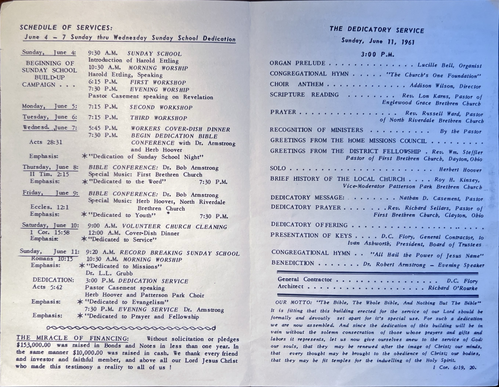 SCHEDULE OF SERVICES:
June 4 - 7 Sunday thru Wednesday Sunday School Dedication
Sunday, June 4: 9:30 A.M. SUNDAY SCHOOL
Introduction of Harold Ettling
BEGINNING OF 10:30 A.M. MORNING WORSHIP
SUNDAY SCHOOL Harold Ettling, Speaking
BUILD-UP 6:15 P.M. FIRST WORKSHOP
CAMPAIGN . . . 7:30 P.M. EVENING WORSHIP
Pastor Casement speaking on Revelation
Monday, June 5: 7:15 P.M. SECOND WORKSHOP
Tuesday, June 6: 7:15 P.M. THIRD WORKSHOP
Wednesd, June 7: 5:45 P.M. WORKERS COVER-DISH DINNER
7:30 P.M. BEGIN DEDICATION BIBLE
Acts 28:31 CONFERENCE with Dr. Armstrong
and Herb Hoover
Emphasis: *"Dedication of Sunday School Night"
Thursday, June 8: BIBLE CONFERENCE: Dr. Bob Armstrong
II Tim. 2:15 Special Music: First Brethren Church
Emphasis: *"Dedicated to the Word" 7:30 P.M.
Friday, June 9: BIBLE CONFERENCE: Dr. Bob Armstrong
Special Music: Herb Hoover, North Riverdale
Eccles. 12:1 Brethren Church
Emphasis: *"Dedicated to Youth" 7:30 P.M.
Saturday, June 10: 9:00 A.M. VOLUNTEER CHURCH CLEANING
1 Cor. 15:58 12:00 A.M. Cover-Dish Dinner
Emphasis: *"Dedicated to Service"
Sunday, June 11: 9:20 A.M. RECORD BREAKING SUNDAY SCHOOL
Romans 10:15 10:30 A.M. MORNING WORSHIP
Emphasis: *"Dedicated to Missions"
Dr. L.L. Grubb
DEDICATION: 3:00 P.M. DEDICATION SERVICE
Acts 5:42 Pastor Casement speaking
Herb Hoover and Patterson Park Choir
Emphasis: *"Dedicated to Evangelism"
7:30 P.M. EVENING SERVICE Dr. Armstrong
Emphasis: *"Dedicated to Prayer and Fellowship
THE MIRACLE OF FINANCING: Without solicitation or pledges
$155,000.00 was raised in Bonds and Notes in less than one year. In
the same manner $10,000.00 was raised in cash. We thank every friend
and investor and faithful member, and above all our Lord Jesus Christ
who made this testimony a reality to all of us!
THE DEDICATORY SERVICE
Sunday, June 11, 1961
3:00 P.M.
ORGAN PRELUDE . . . . . . . . . . Lucille Beil, Organist
CONGREGATIONAL HYMN . . . . "The Church's One Foundation"
CHOIR ANTHEM . . . . . . . . . . Addison Wilson, Director
SCRIPTURE READING . . . . . . . Rev. Lon Karns, Pastor of
Englewood Grace Brethren Church
PRAYER . . . . . . . . . . . . Rev. Russell Ward, Pastor
of North Riverdale Brethren Church
RECOGNITION OF MINISTERS . . . . . . . By the Pastor
GREETINGS FROM THE HOME MISSIONS COUNCIL . . . . .
GREETINGS FROM THE DISTRICT FELLOWSHIP . . Rev. Wm. Steffler
Pastor of First Brethren Church, Dayton, Ohio
SOLO . . . . . . . . . . . . . . . . Herbert Hoover
BRIEF HISTORY OF THE LOCAL CHURCH . . . Roy H. Kinsey,
Vice-Moderator Patterson Park Brethren Church
DEDICATORY MESSAGE: . . . . . . Nathan D. Casement, Pastor
DEDICATORY PRAYER . . . . . Rev. Richard Sellers, Pastor of
First Brethren Church, Clayton, Ohio
DEDICATORY OFFERING . . . . . . . . . . . .
PRESENTATION OF KEYS . . D.C. Flory, General Contractor, to
Ivan Ashworth, President, Board of Trustees
CONGREGATIONAL HYMN . . . "All Hail the Power of Jesus Name"
BENEDICTION . . . . . Dr. Robert Armstrong - Evening Speaker
General Contractor . . . . . . . . . . . . . D.C. Flory
Architect . . . . . . . . . . . . . . Richard O'Rourke
OUR MOTTO: "The Bible, The Whole Bible, And Nothing But The Bible"
It is fitting that this building erected for the service of our Lord should be
formally and devoutly set apart for it's special use. For such a dedication
we are now assembled. And since the dedication of this building will be in
vain without the solemn consecration of those whose prayers and gifts and
labors it represents, let us now give ourselves anew to the service of God:
our souls, that they may be renewed after the image of Christ; our minds,
that every thought may be brought to the obedience of Christ; our bodies,
that they may be fit temples for the indwelling of the Holy Spirit.
1 Cor. 6:19, 20.